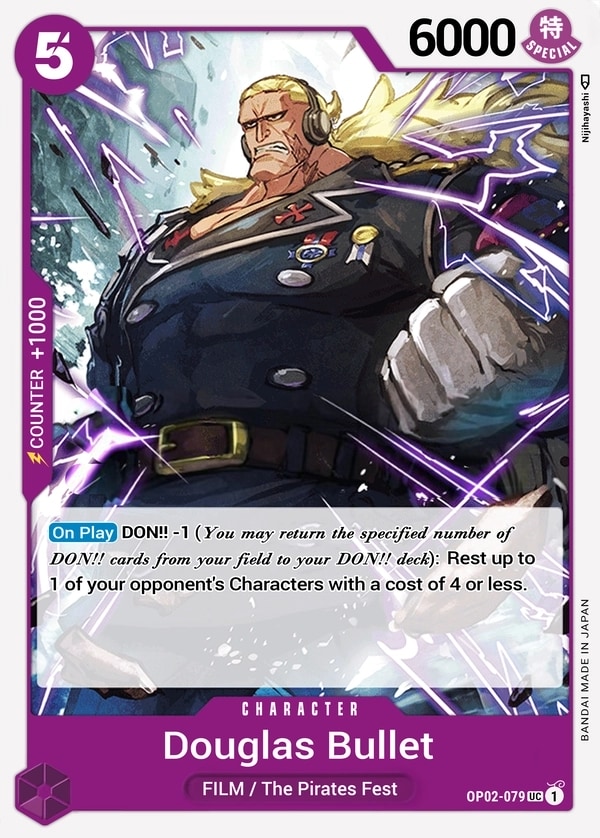 5
6000
特
SPECIAL
Nijihayashi
COUNTER +1000
On Play DON!! -1 (You may return the specified number of
DON!! cards from your field to your DON!! deck): Rest up to
1 of your opponent's Characters with a cost of 4 or less.
BANDAI MADE IN JAPAN
CHARACTER
Douglas Bullet
FILM / The Pirates Fest
OP02-079 UC 1